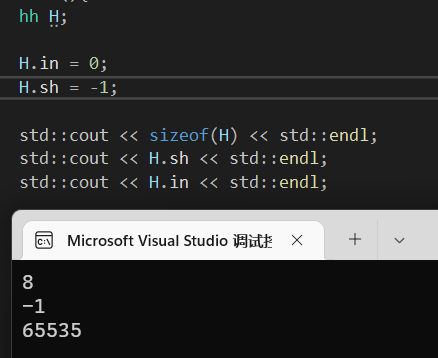 hh H;
H.in = 0;
H.sh = -1;
std::cout << sizeof(H) << std::endl;
std::cout << H.sh << std::endl;
std::cout << H.in << std::endl;
Microsoft Visual Studio 调试
8
-1
65535